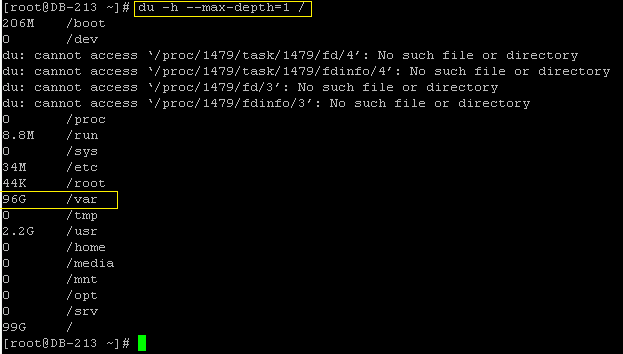 [root@DB-213 ~]# du -h --max-depth=1 /
206M /boot
0 /dev
du: cannot access ‘/proc/1479/task/1479/fd/4’: No such file or directory
du: cannot access ‘/proc/1479/task/1479/fdinfo/4’: No such file or directory
du: cannot access ‘/proc/1479/fd/3’: No such file or directory
du: cannot access ‘/proc/1479/fdinfo/3’: No such file or directory
0 /proc
8.8M /run
0 /sys
34M /etc
44K /root
96G /var
0 /tmp
2.2G /usr
0 /home
0 /media
0 /mnt
0 /opt
0 /srv
99G /
[root@DB-213 ~]#